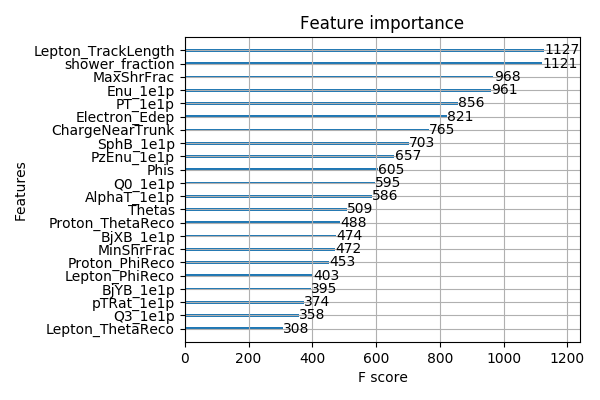 Feature importance
Features
Lepton_TrackLength 1127
shower_fraction 1121
MaxShrFrac 968
Enu_1e1p 961
PT_1e1p 856
Electron_Edep 821
ChargeNearTrunk 765
SphB_1e1p 703
PzEnu_1e1p 657
Phis 605
Q0_1e1p 595
AlphaT_1e1p 586
Thetas 509
Proton_ThetaReco 488
BjXB_1e1p 474
MinShrFrac 472
Proton_PhiReco 453
Lepton_PhiReco 403
BjYB_1e1p 395
pTRat_1e1p 374
Q3_1e1p 358
Lepton_ThetaReco 308
0 200 400 600 800 1000 1200
F score